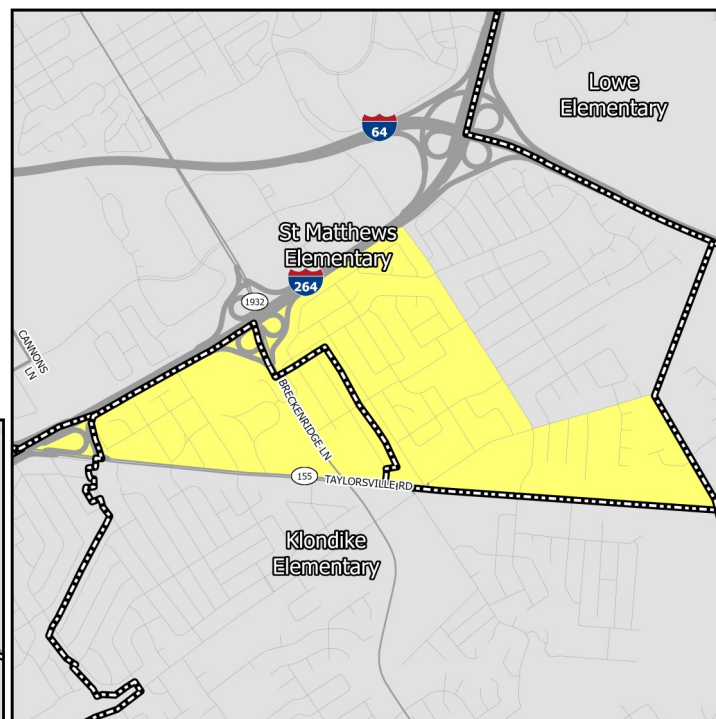 Lowe
Elementary
64
St Matthews
Elementary
264
1932
CANNONS
LN
BRECKENRIDGE LN
155
TAYLORSVILLE RD
Klondike
Elementary